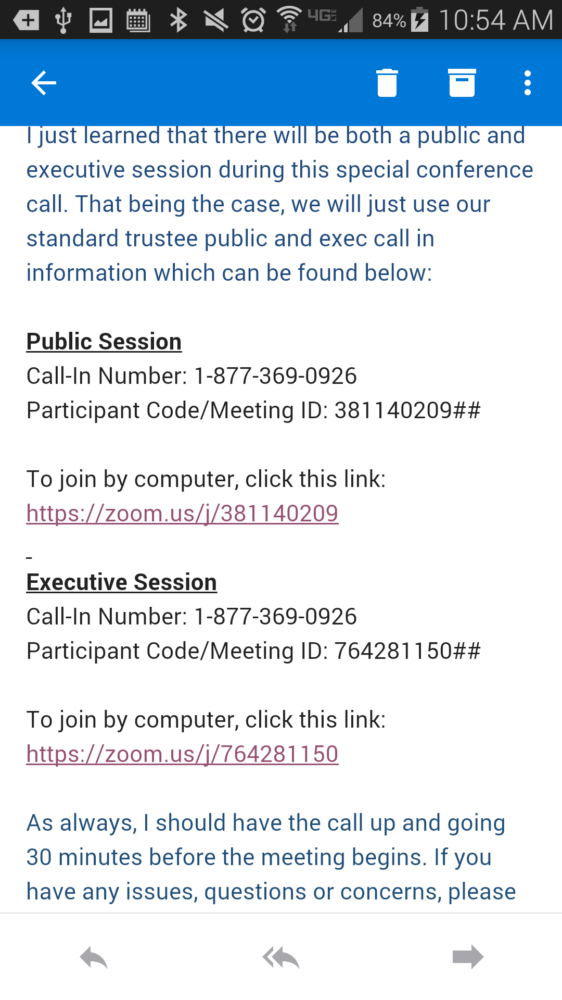 4G LTE 84% 10:54 AM
I just learned that there will be both a public and
executive session during this special conference
call. That being the case, we will just use our
standard trustee public and exec call in
information which can be found below:
Public Session
Call-In Number: 1-877-369-0926
Participant Code/Meeting ID: 381140209##
To join by computer, click this link:
https://zoom.us/j/381140209
Executive Session
Call-In Number: 1-877-369-0926
Participant Code/Meeting ID: 764281150##
To join by computer, click this link:
https://zoom.us/j/764281150
As always, I should have the call up and going
30 minutes before the meeting begins. If you
have any issues, questions or concerns, please